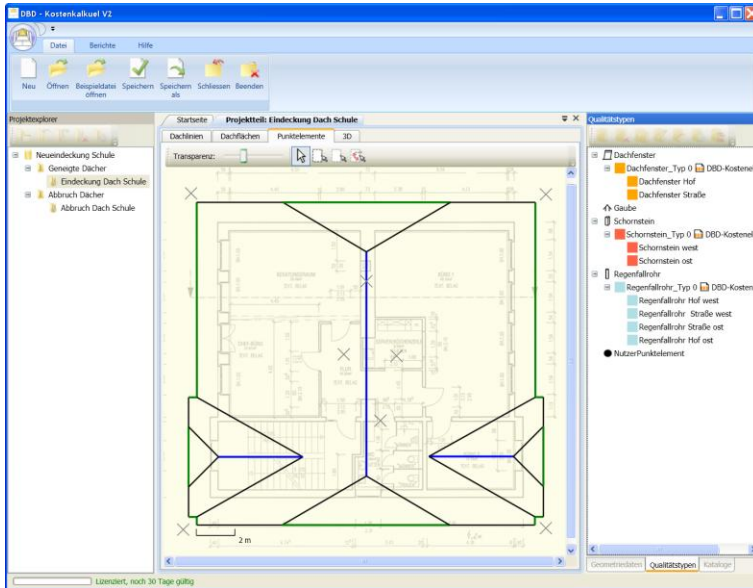 DBD - Kostenkalkuel V2
Datei Berichte Hilfe
Neu Öffnen Beispieldatei öffnen Speichern Speichern als Schliessen Beenden
Projektexplorer
Neueindeckung Schule
Geneigte Dächer
Eindeckung Dach Schule
Abbruch Dächer
Abbruch Dach Schule
Startseite Projektteil: Eindeckung Dach Schule
Dachlinien Dachflächen Punktelemente 3D
Transparenz:
2 m
Qualitätstypen
Dachfenster
Dachfenster_Typ 0 DBD-Kostenel
Dachfenster Hof
Dachfenster Straße
Gaube
Schornstein
Schornstein_Typ 0 DBD-Kostenel
Schornstein west
Schornstein ost
Regenfallrohr
Regenfallrohr_Typ 0 DBD-Kosten
Regenfallrohr Hof west
Regenfallrohr Straße west
Regenfallrohr Straße ost
Regenfallrohr Hof ost
NutzerPunktelement
Geometriedaten Qualitätstypen Kataloge
Lizenziert, noch 30 Tage gültig